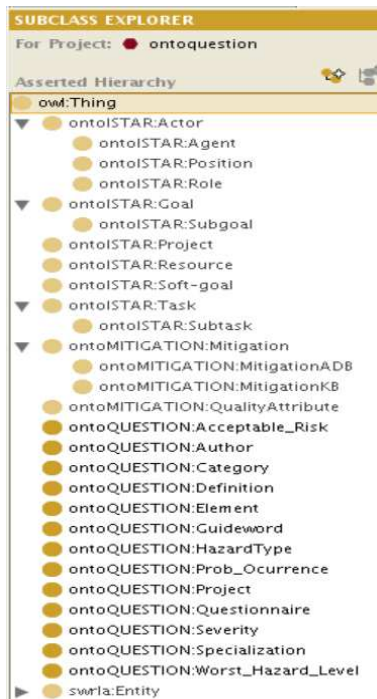 SUBCLASS EXPLORER
For Project: ontoquestion
Asserted Hierarchy
owl:Thing
ontoISTAR:Actor
ontoISTAR:Agent
ontoISTAR:Position
ontoISTAR:Role
ontoISTAR:Goal
ontoISTAR:Subgoal
ontoISTAR:Project
ontoISTAR:Resource
ontoISTAR:Soft-goal
ontoISTAR:Task
ontoISTAR:Subtask
ontoMITIGATION:Mitigation
ontoMITIGATION:MitigationADB
ontoMITIGATION:MitigationKB
ontoMITIGATION:QualityAttribute
ontoQUESTION:Acceptable_Risk
ontoQUESTION:Author
ontoQUESTION:Category
ontoQUESTION:Definition
ontoQUESTION:Element
ontoQUESTION:Guideword
ontoQUESTION:HazardType
ontoQUESTION:Prob_Ocurrence
ontoQUESTION:Project
ontoQUESTION:Questionnaire
ontoQUESTION:Severity
ontoQUESTION:Specialization
ontoQUESTION:Worst_Hazard_Level
swrla:Entity